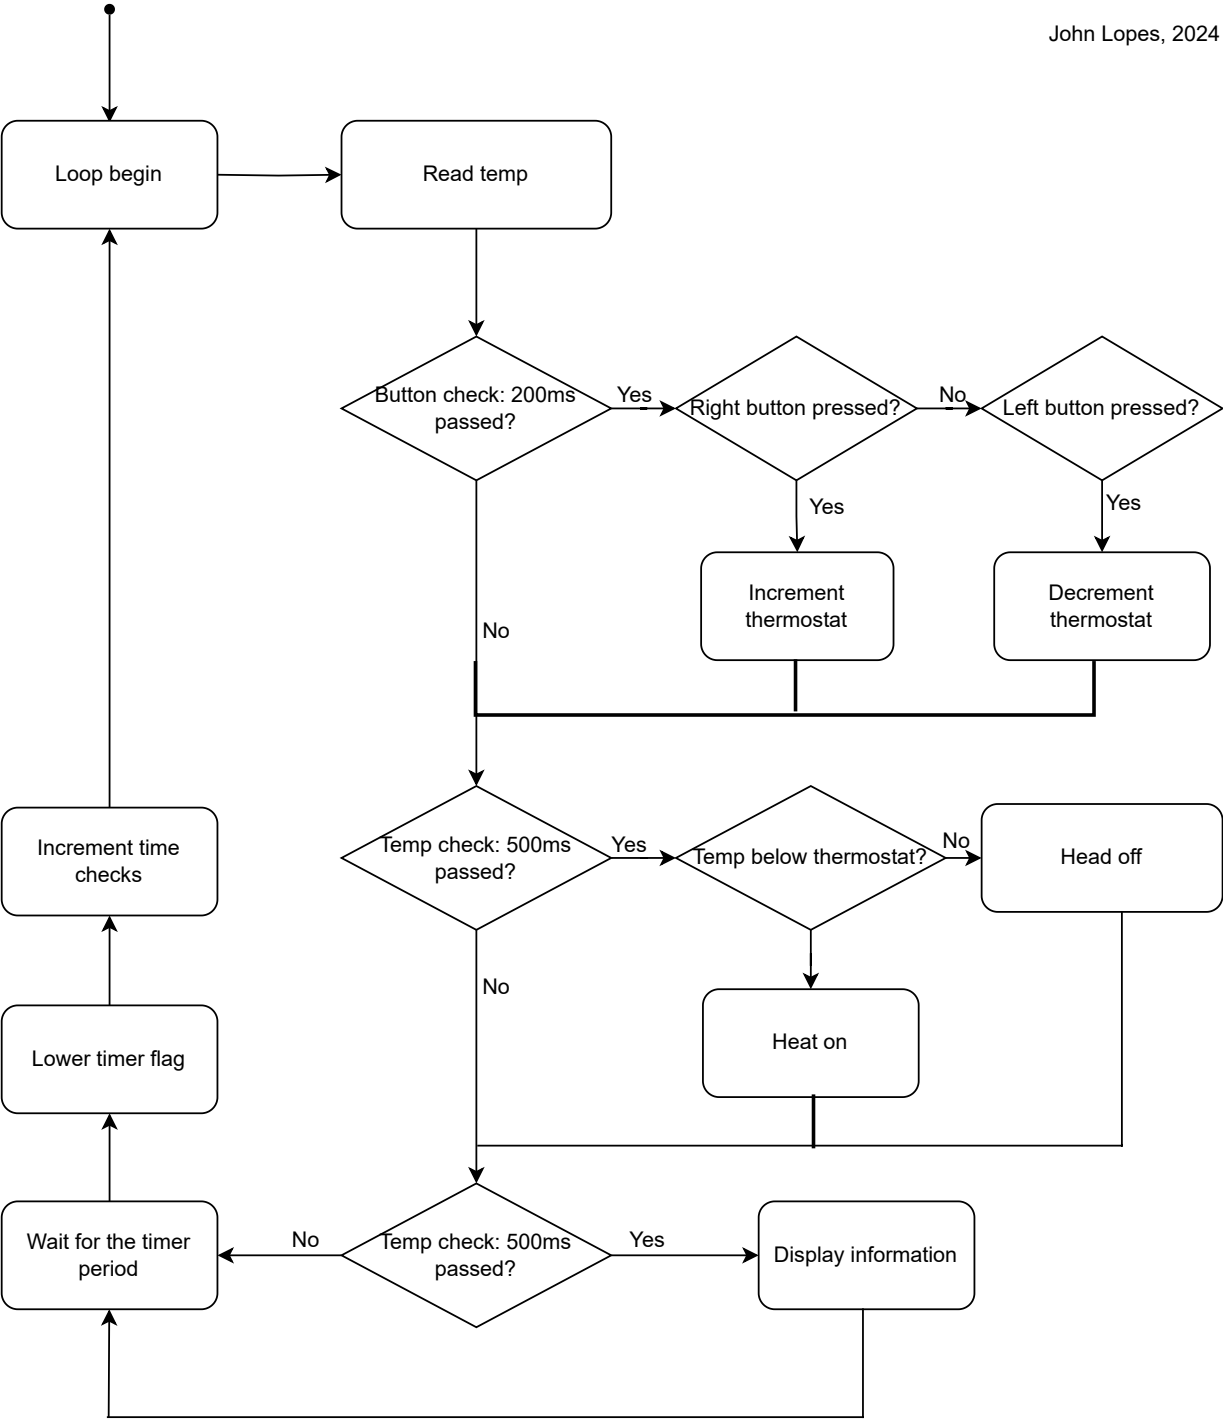 John Lopes, 2024
Loop begin
Read temp
Button check: 200ms
passed?
Yes
Right button pressed?
No
Left button pressed?
Yes
Yes
Increment
thermostat
Decrement
thermostat
No
Increment time
checks
Temp check: 500ms
passed?
Yes
Temp below thermostat?
No
Head off
No
Heat on
Lower timer flag
Wait for the timer
period
No
Temp check: 500ms
passed?
Yes
Display information